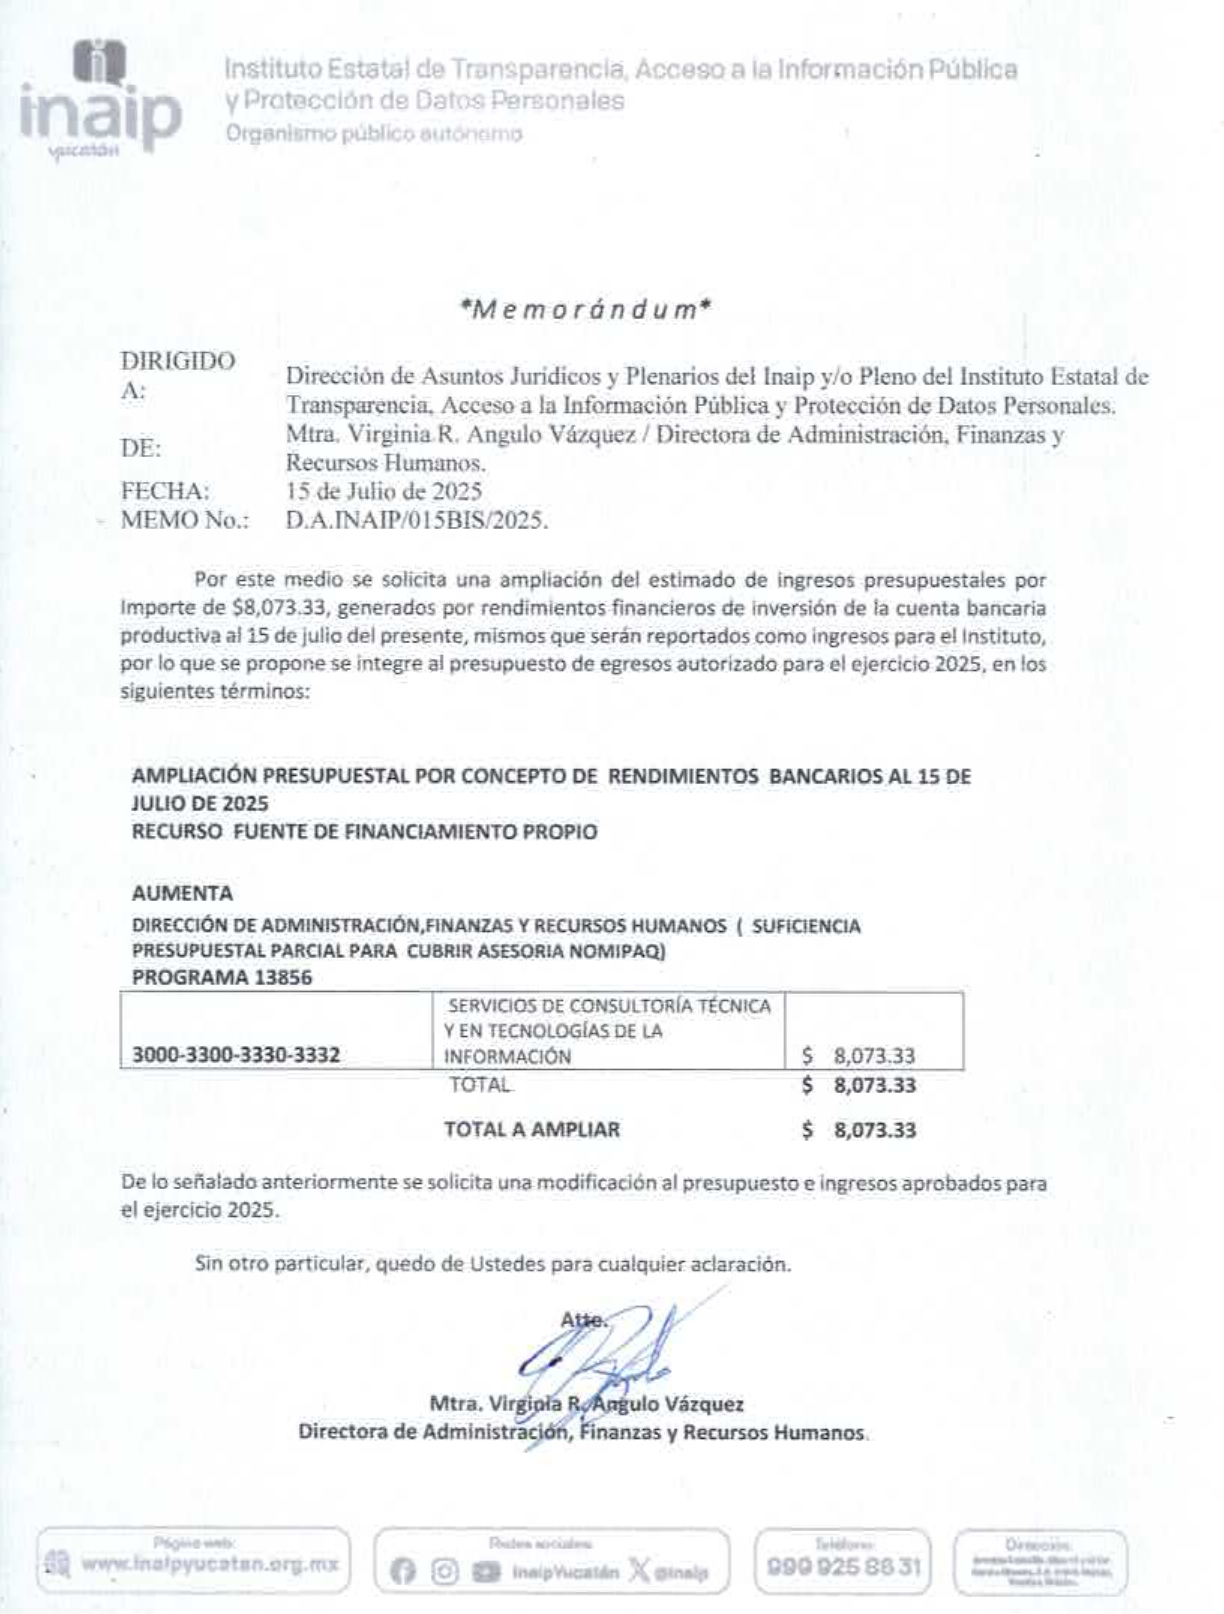 inaip
yucatán
Instituto Estatal de Transparencia, Acceso a la Información Pública
y Protección de Datos Personales
Organismo público autónomo
*Memorándum*
DIRIGIDO
A:
Dirección de Asuntos Jurídicos y Plenarios del Inaip y/o Pleno del Instituto Estatal de
Transparencia, Acceso a la Información Pública y Protección de Datos Personales.
DE:
Mtra. Virginia R. Angulo Vázquez / Directora de Administración, Finanzas y
Recursos Humanos.
FECHA: 15 de Julio de 2025
MEMO No.: D.A.INAIP/015BIS/2025.
Por este medio se solicita una ampliación del estimado de ingresos presupuestales por
importe de $8,073.33, generados por rendimientos financieros de inversión de la cuenta bancaria
productiva al 15 de julio del presente, mismos que serán reportados como ingresos para el Instituto,
por lo que se propone se integre al presupuesto de egresos autorizado para el ejercicio 2025, en los
siguientes términos:
AMPLIACIÓN PRESUPUESTAL POR CONCEPTO DE RENDIMIENTOS BANCARIOS AL 15 DE
JULIO DE 2025
RECURSO FUENTE DE FINANCIAMIENTO PROPIO
AUMENTA
DIRECCIÓN DE ADMINISTRACIÓN,FINANZAS Y RECURSOS HUMANOS ( SUFICIENCIA
PRESUPUESTAL PARCIAL PARA CUBRIR ASESORIA NOMIPAQ)
PROGRAMA 13856
SERVICIOS DE CONSULTORÍA TÉCNICA
Y EN TECNOLOGÍAS DE LA
3000-3300-3330-3332 INFORMACIÓN $ 8,073.33
TOTAL $ 8,073.33
TOTAL A AMPLIAR $ 8,073.33
De lo señalado anteriormente se solicita una modificación al presupuesto e ingresos aprobados para
el ejercicio 2025.
Sin otro particular, quedo de Ustedes para cualquier aclaración.
Atte.
Mtra. Virginia R. Angulo Vázquez
Directora de Administración, Finanzas y Recursos Humanos.
Página web:
www.inaipyucatan.org.mx
Redes sociales:
InaipYucatán @inaip
Teléfono:
999 925 86 31
Dirección: